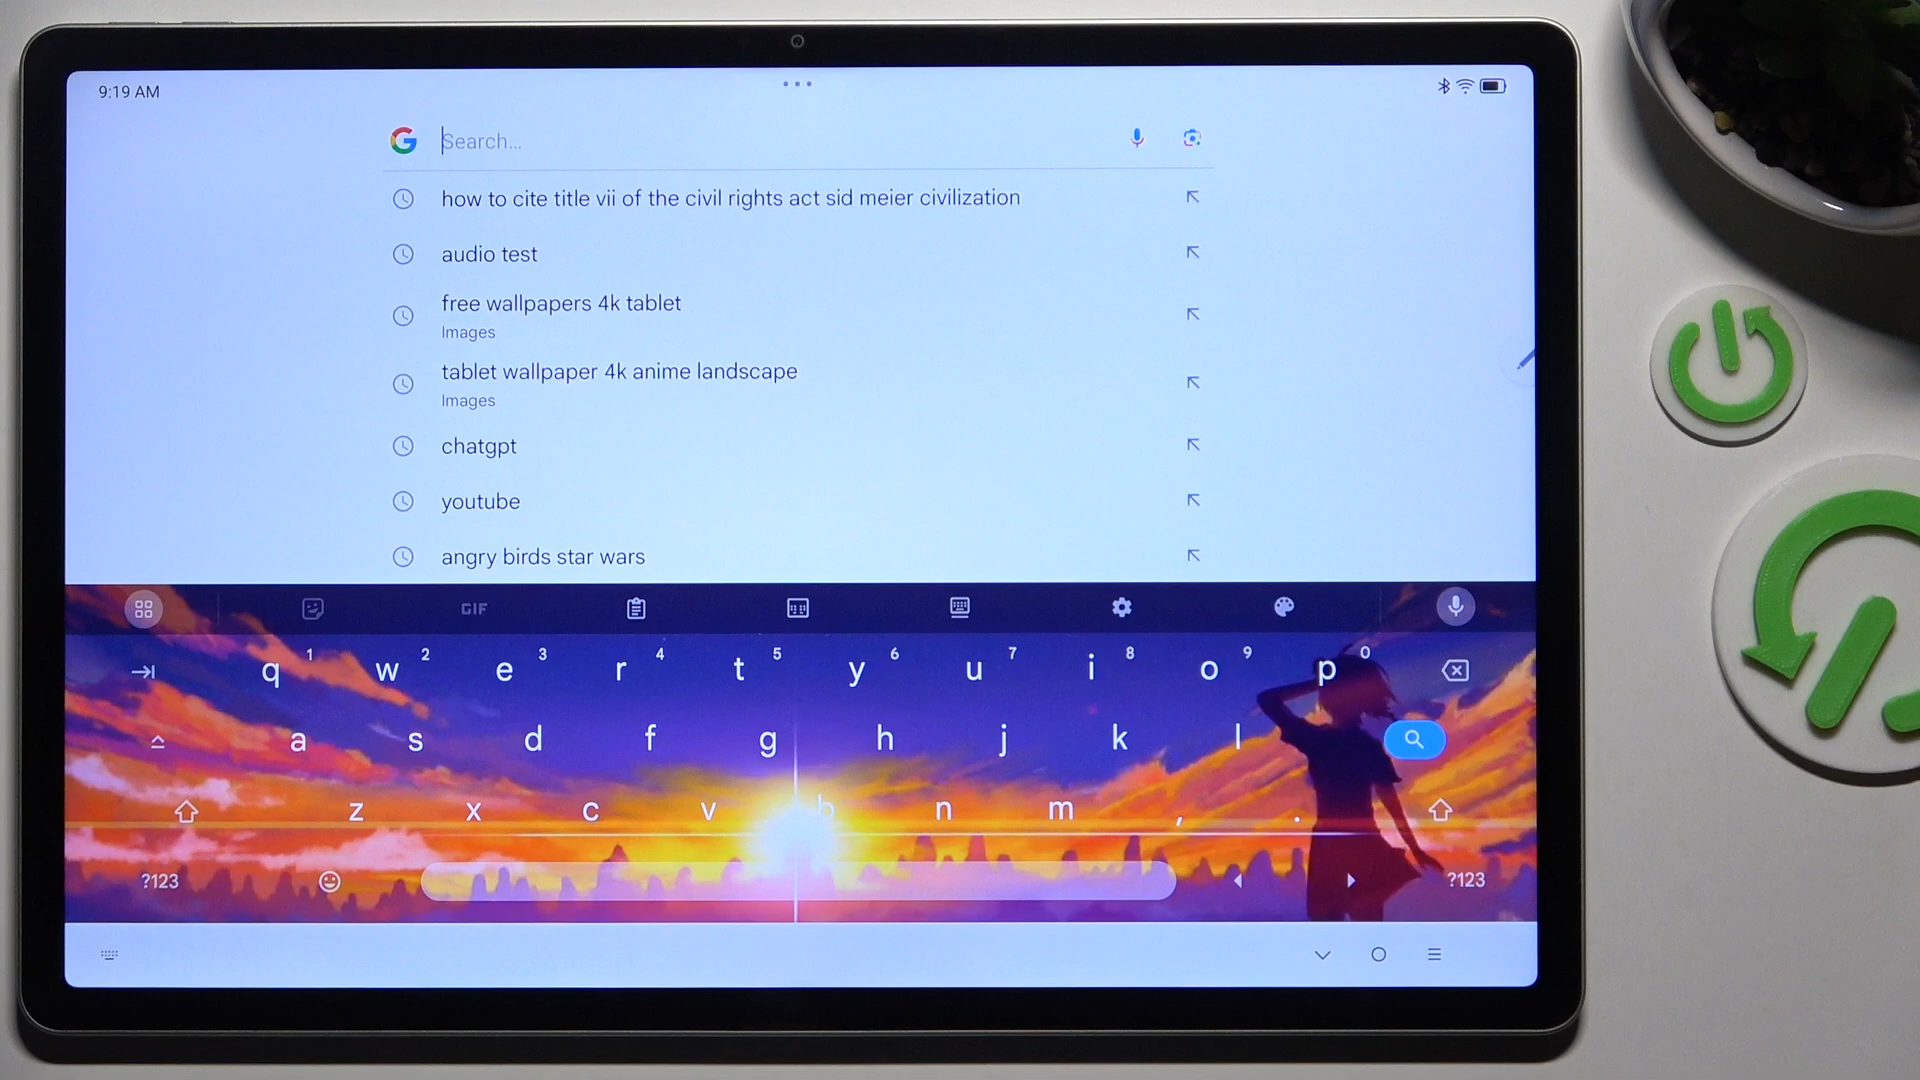 9:19 AM
Search...
how to cite title vii of the civil rights act sid meier civilization
audio test
free wallpapers 4k tablet
Images
tablet wallpaper 4k anime landscape
Images
chatgpt
youtube
angry birds star wars
GIF
q 1 w 2 e 3 r 4 t 5 y 6 u 7 i 8 o 9 p 0
a s d f g h j k l
z x c v b n m , .
?123 ?123